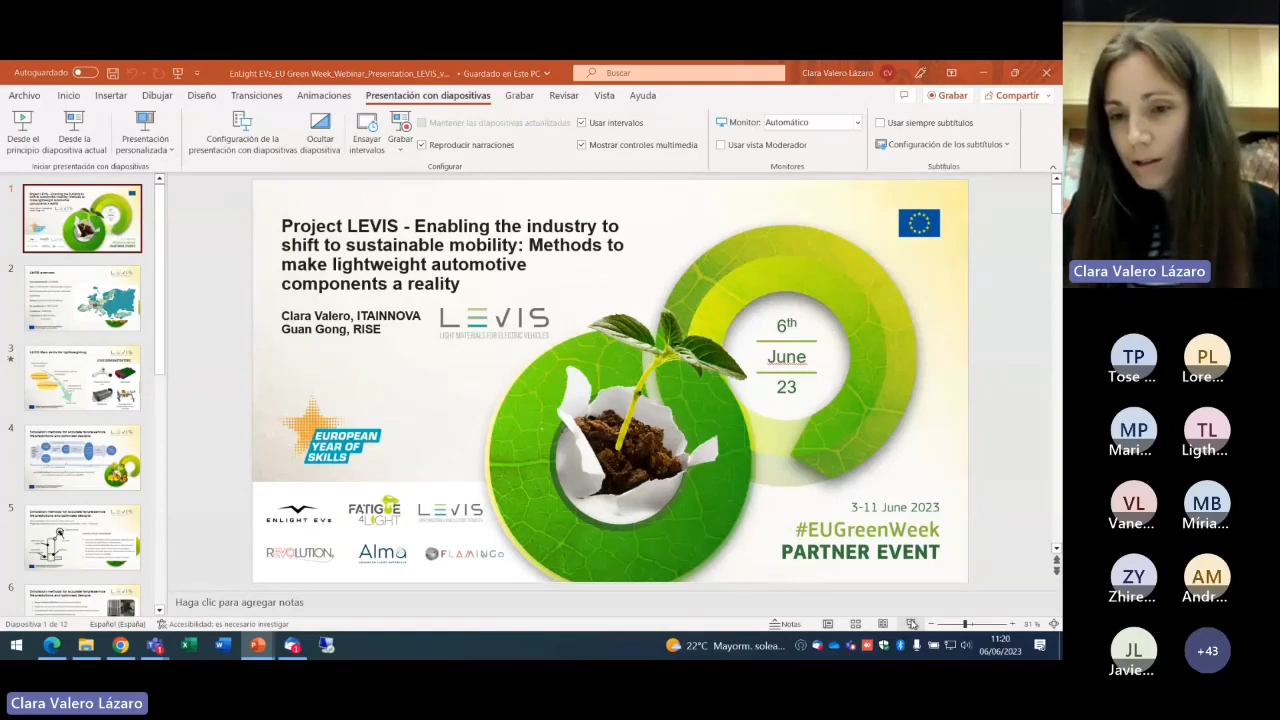 Autoguardado
EnLight EVs_EU Green Week_Webinar_Presentation_LEVIS_v... • Guardado en Este PC
Buscar
Clara Valero Lázaro
CV
Archivo
Inicio
Insertar
Dibujar
Diseño
Transiciones
Animaciones
Presentación con diapositivas
Grabar
Revisar
Vista
Ayuda
Grabar
Compartir
Desde el
principio
Desde la
diapositiva actual
Presentación
personalizada
Configuración de la
presentación con diapositivas
Ocultar
diapositiva
Ensayar
intervalos
Grabar
Mantener las diapositivas actualizadas
Reproducir narraciones
Usar intervalos
Mostrar controles multimedia
Monitor: Automático
Usar vista Moderador
Usar siempre subtítulos
Configuración de los subtítulos
Iniciar presentación con diapositivas
Configurar
Monitores
Subtítulos
1
2
3
4
5
6
Project LEVIS - Enabling the industry to
shift to sustainable mobility: Methods to
make lightweight automotive
components a reality
Clara Valero, ITAINNOVA
Guan Gong, RISE
LEVIS
LIGHT MATERIALS FOR ELECTRIC VEHICLES
6th
June
23
EUROPEAN
YEAR OF
SKILLS
ENLIGHT EVs
FATIGUE
4LIGHT
LEVIS
REVOLUTION
Alma
FLAMINGo
3-11 June 2023
#EUGreenWeek
PARTNER EVENT
Haga clic para agregar notas
Diapositiva 1 de 12
Español (España)
Accesibilidad: es necesario investigar
Notas
81 %
22°C Mayorm. solea...
11:20
06/06/2023
Clara Valero Lázaro
TP
Tose ...
PL
Lore...
MP
Mari...
TL
Ligth...
VL
Vane...
MB
Míria...
ZY
Zhire...
AM
Andr...
JL
Javie...
+43
Clara Valero Lázaro